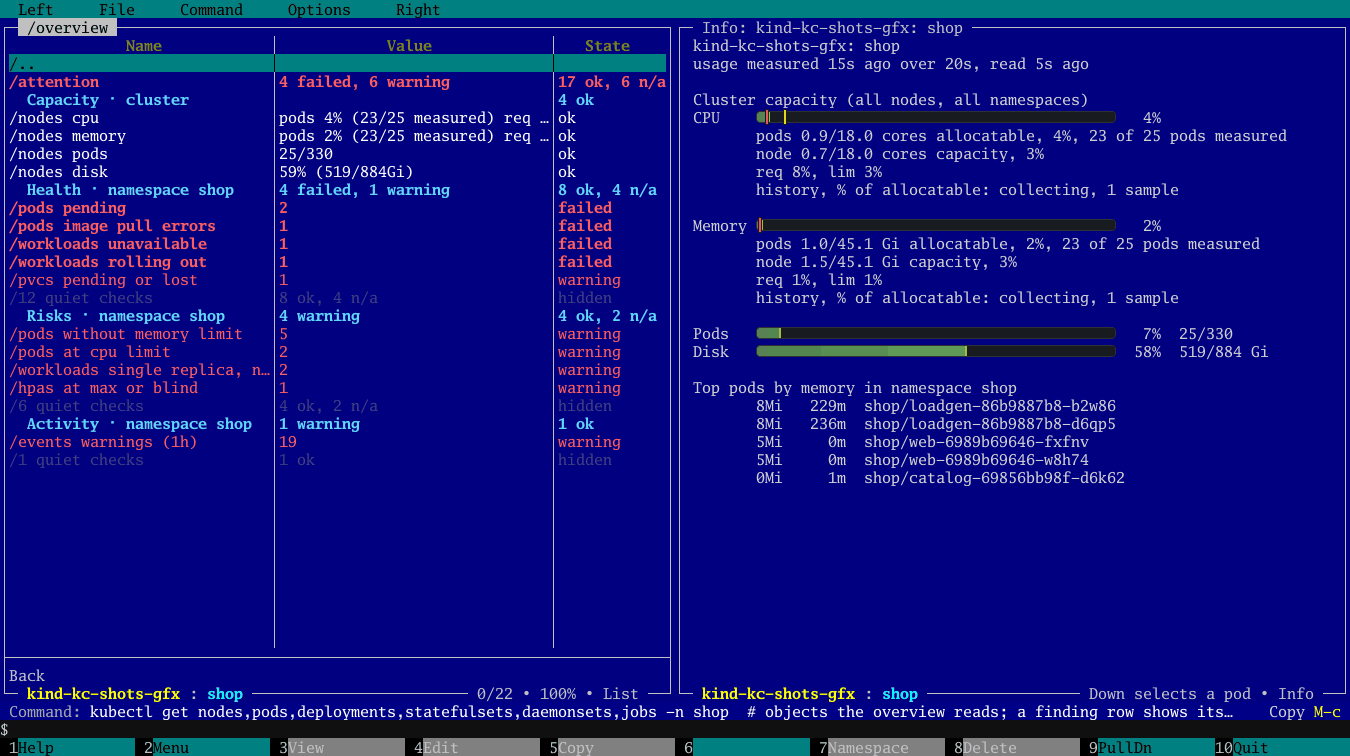 Left File Command Options Right
/overview
Name Value State
/..
/attention 4 failed, 6 warning 17 ok, 6 n/a
Capacity · cluster 4 ok
/nodes cpu pods 4% (23/25 measured) req … ok
/nodes memory pods 2% (23/25 measured) req … ok
/nodes pods 25/330 ok
/nodes disk 59% (519/884Gi) ok
Health · namespace shop 4 failed, 1 warning 8 ok, 4 n/a
/pods pending 2 failed
/pods image pull errors 1 failed
/workloads unavailable 1 failed
/workloads rolling out 1 failed
/pvcs pending or lost 1 warning
/12 quiet checks 8 ok, 4 n/a hidden
Risks · namespace shop 4 warning 4 ok, 2 n/a
/pods without memory limit 5 warning
/pods at cpu limit 2 warning
/workloads single replica, n… 2 warning
/hpas at max or blind 1 warning
/6 quiet checks 4 ok, 2 n/a hidden
Activity · namespace shop 1 warning 1 ok
/events warnings (1h) 19 warning
/1 quiet checks 1 ok hidden
Back
kind-kc-shots-gfx : shop 0/22 • 100% • List
Info: kind-kc-shots-gfx: shop
kind-kc-shots-gfx: shop
usage measured 15s ago over 20s, read 5s ago
Cluster capacity (all nodes, all namespaces)
CPU 4%
pods 0.9/18.0 cores allocatable, 4%, 23 of 25 pods measured
node 0.7/18.0 cores capacity, 3%
req 8%, lim 3%
history, % of allocatable: collecting, 1 sample
Memory 2%
pods 1.0/45.1 Gi allocatable, 2%, 23 of 25 pods measured
node 1.5/45.1 Gi capacity, 3%
req 1%, lim 1%
history, % of allocatable: collecting, 1 sample
Pods 7% 25/330
Disk 58% 519/884 Gi
Top pods by memory in namespace shop
8Mi 229m shop/loadgen-86b9887b8-b2w86
8Mi 236m shop/loadgen-86b9887b8-d6qp5
5Mi 0m shop/web-6989b69646-fxfnv
5Mi 0m shop/web-6989b69646-w8h74
0Mi 1m shop/catalog-69856bb98f-d6k62
kind-kc-shots-gfx : shop Down selects a pod • Info
Command: kubectl get nodes,pods,deployments,statefulsets,daemonsets,jobs -n shop # objects the overview reads; a finding row shows its… Copy M-c
$
1Help 2Menu 3View 4Edit 5Copy 6 7Namespace 8Delete 9PullDn 10Quit